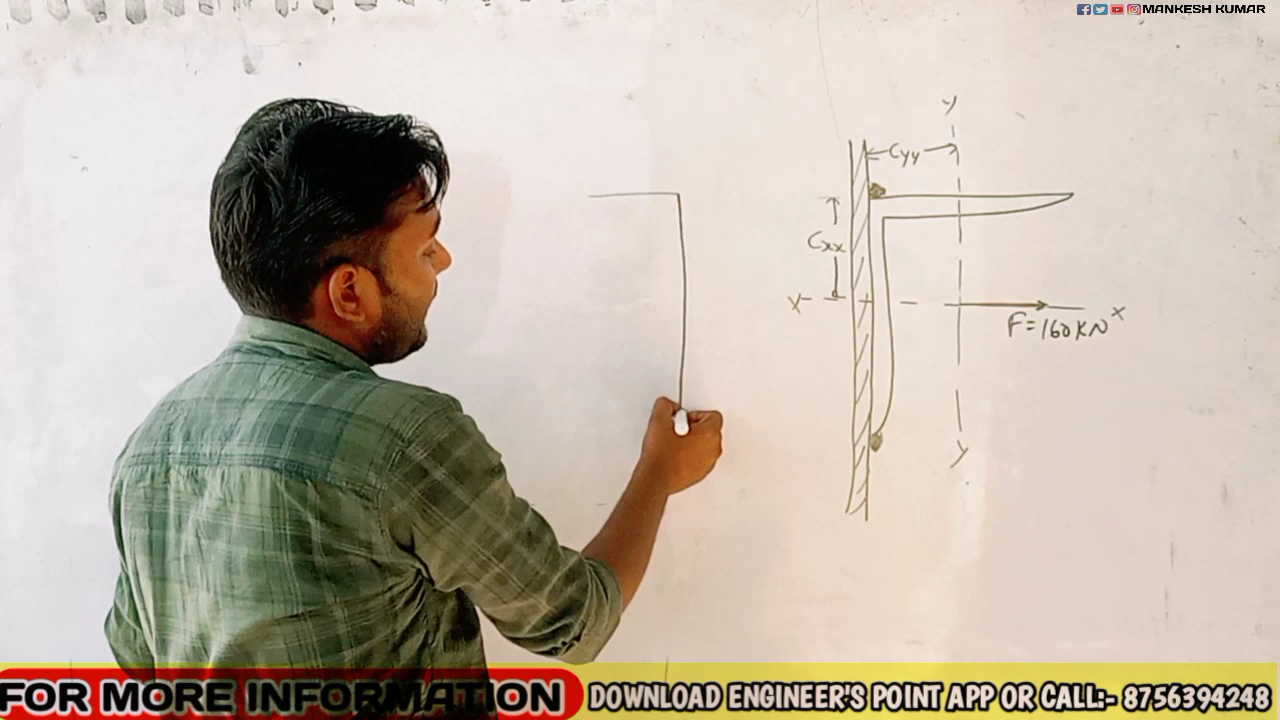 MANKESH KUMAR
Y
Cyy
Cxx
X
X
F=160KN
Y
FOR MORE INFORMATION
DOWNLOAD ENGINEER'S POINT APP OR CALL:- 8756394248